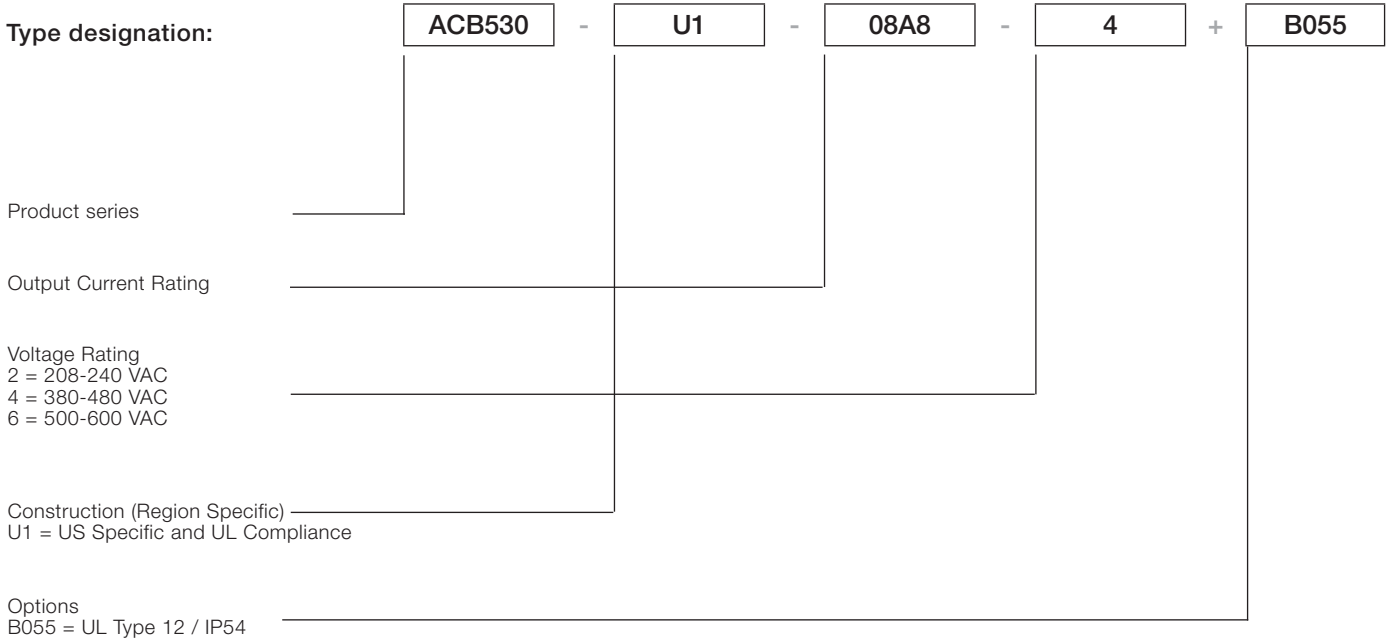 Type designation: ACB530 - U1 - 08A8 - 4 + B055
Product series
Output Current Rating
Voltage Rating
2 = 208-240 VAC
4 = 380-480 VAC
6 = 500-600 VAC
Construction (Region Specific)
U1 = US Specific and UL Compliance
Options
B055 = UL Type 12 / IP54